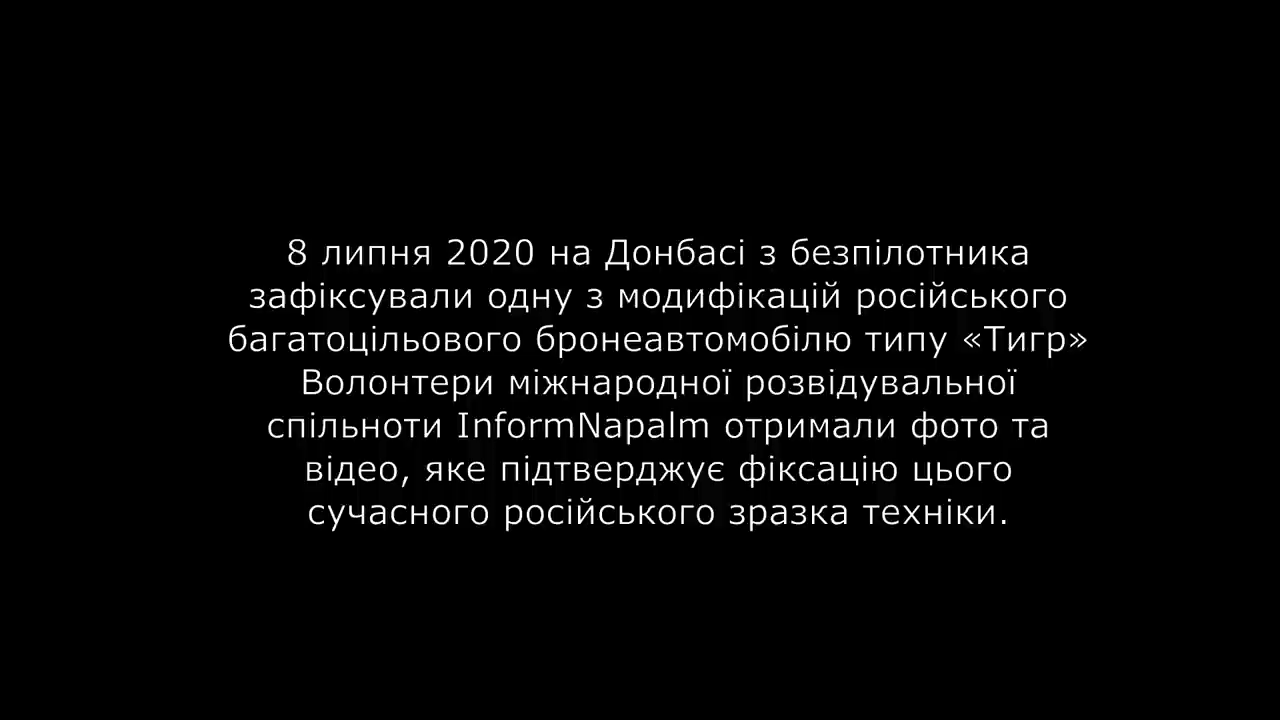 8 липня 2020 на Донбасі з безпілотника
зафіксували одну з модифікацій російського
багатоцільового бронеавтомобілю типу «Тигр»
Волонтери міжнародної розвідувальної
спільноти InformNapalm отримали фото та
відео, яке підтверджує фіксацію цього
сучасного російського зразка техніки.